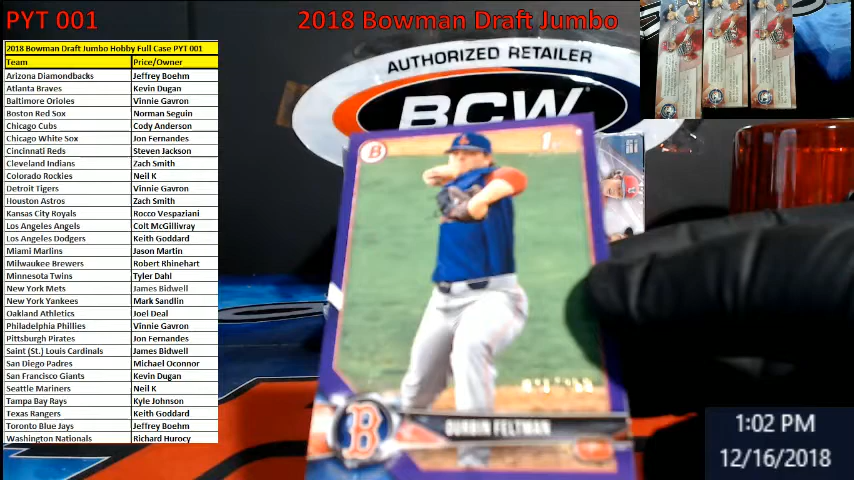 PYT 001
2018 Bowman Draft Jumbo
2018 Bowman Draft Jumbo Hobby Full Case PYT 001
Team Price/Owner
Arizona Diamondbacks Jeffrey Boehm
Atlanta Braves Kevin Dugan
Baltimore Orioles Vinnie Gavron
Boston Red Sox Norman Seguin
Chicago Cubs Cody Anderson
Chicago White Sox Jon Fernandes
Cincinnati Reds Steven Jackson
Cleveland Indians Zach Smith
Colorado Rockies Neil K
Detroit Tigers Vinnie Gavron
Houston Astros Zach Smith
Kansas City Royals Rocco Vespaziani
Los Angeles Angels Colt McGillivray
Los Angeles Dodgers Keith Goddard
Miami Marlins Jason Martin
Milwaukee Brewers Robert Rhinehart
Minnesota Twins Tyler Dahl
New York Mets James Bidwell
New York Yankees Mark Sandlin
Oakland Athletics Joel Deal
Philadelphia Phillies Vinnie Gavron
Pittsburgh Pirates Jon Fernandes
Saint (St.) Louis Cardinals James Bidwell
San Diego Padres Michael Oconnor
San Francisco Giants Kevin Dugan
Seattle Mariners Neil K
Tampa Bay Rays Kyle Johnson
Texas Rangers Keith Goddard
Toronto Blue Jays Jeffrey Boehm
Washington Nationals Richard Hurocy
AUTHORIZED RETAILER
BCW
B
1st
B
DURBIN FELTMAN
1:02 PM
12/16/2018